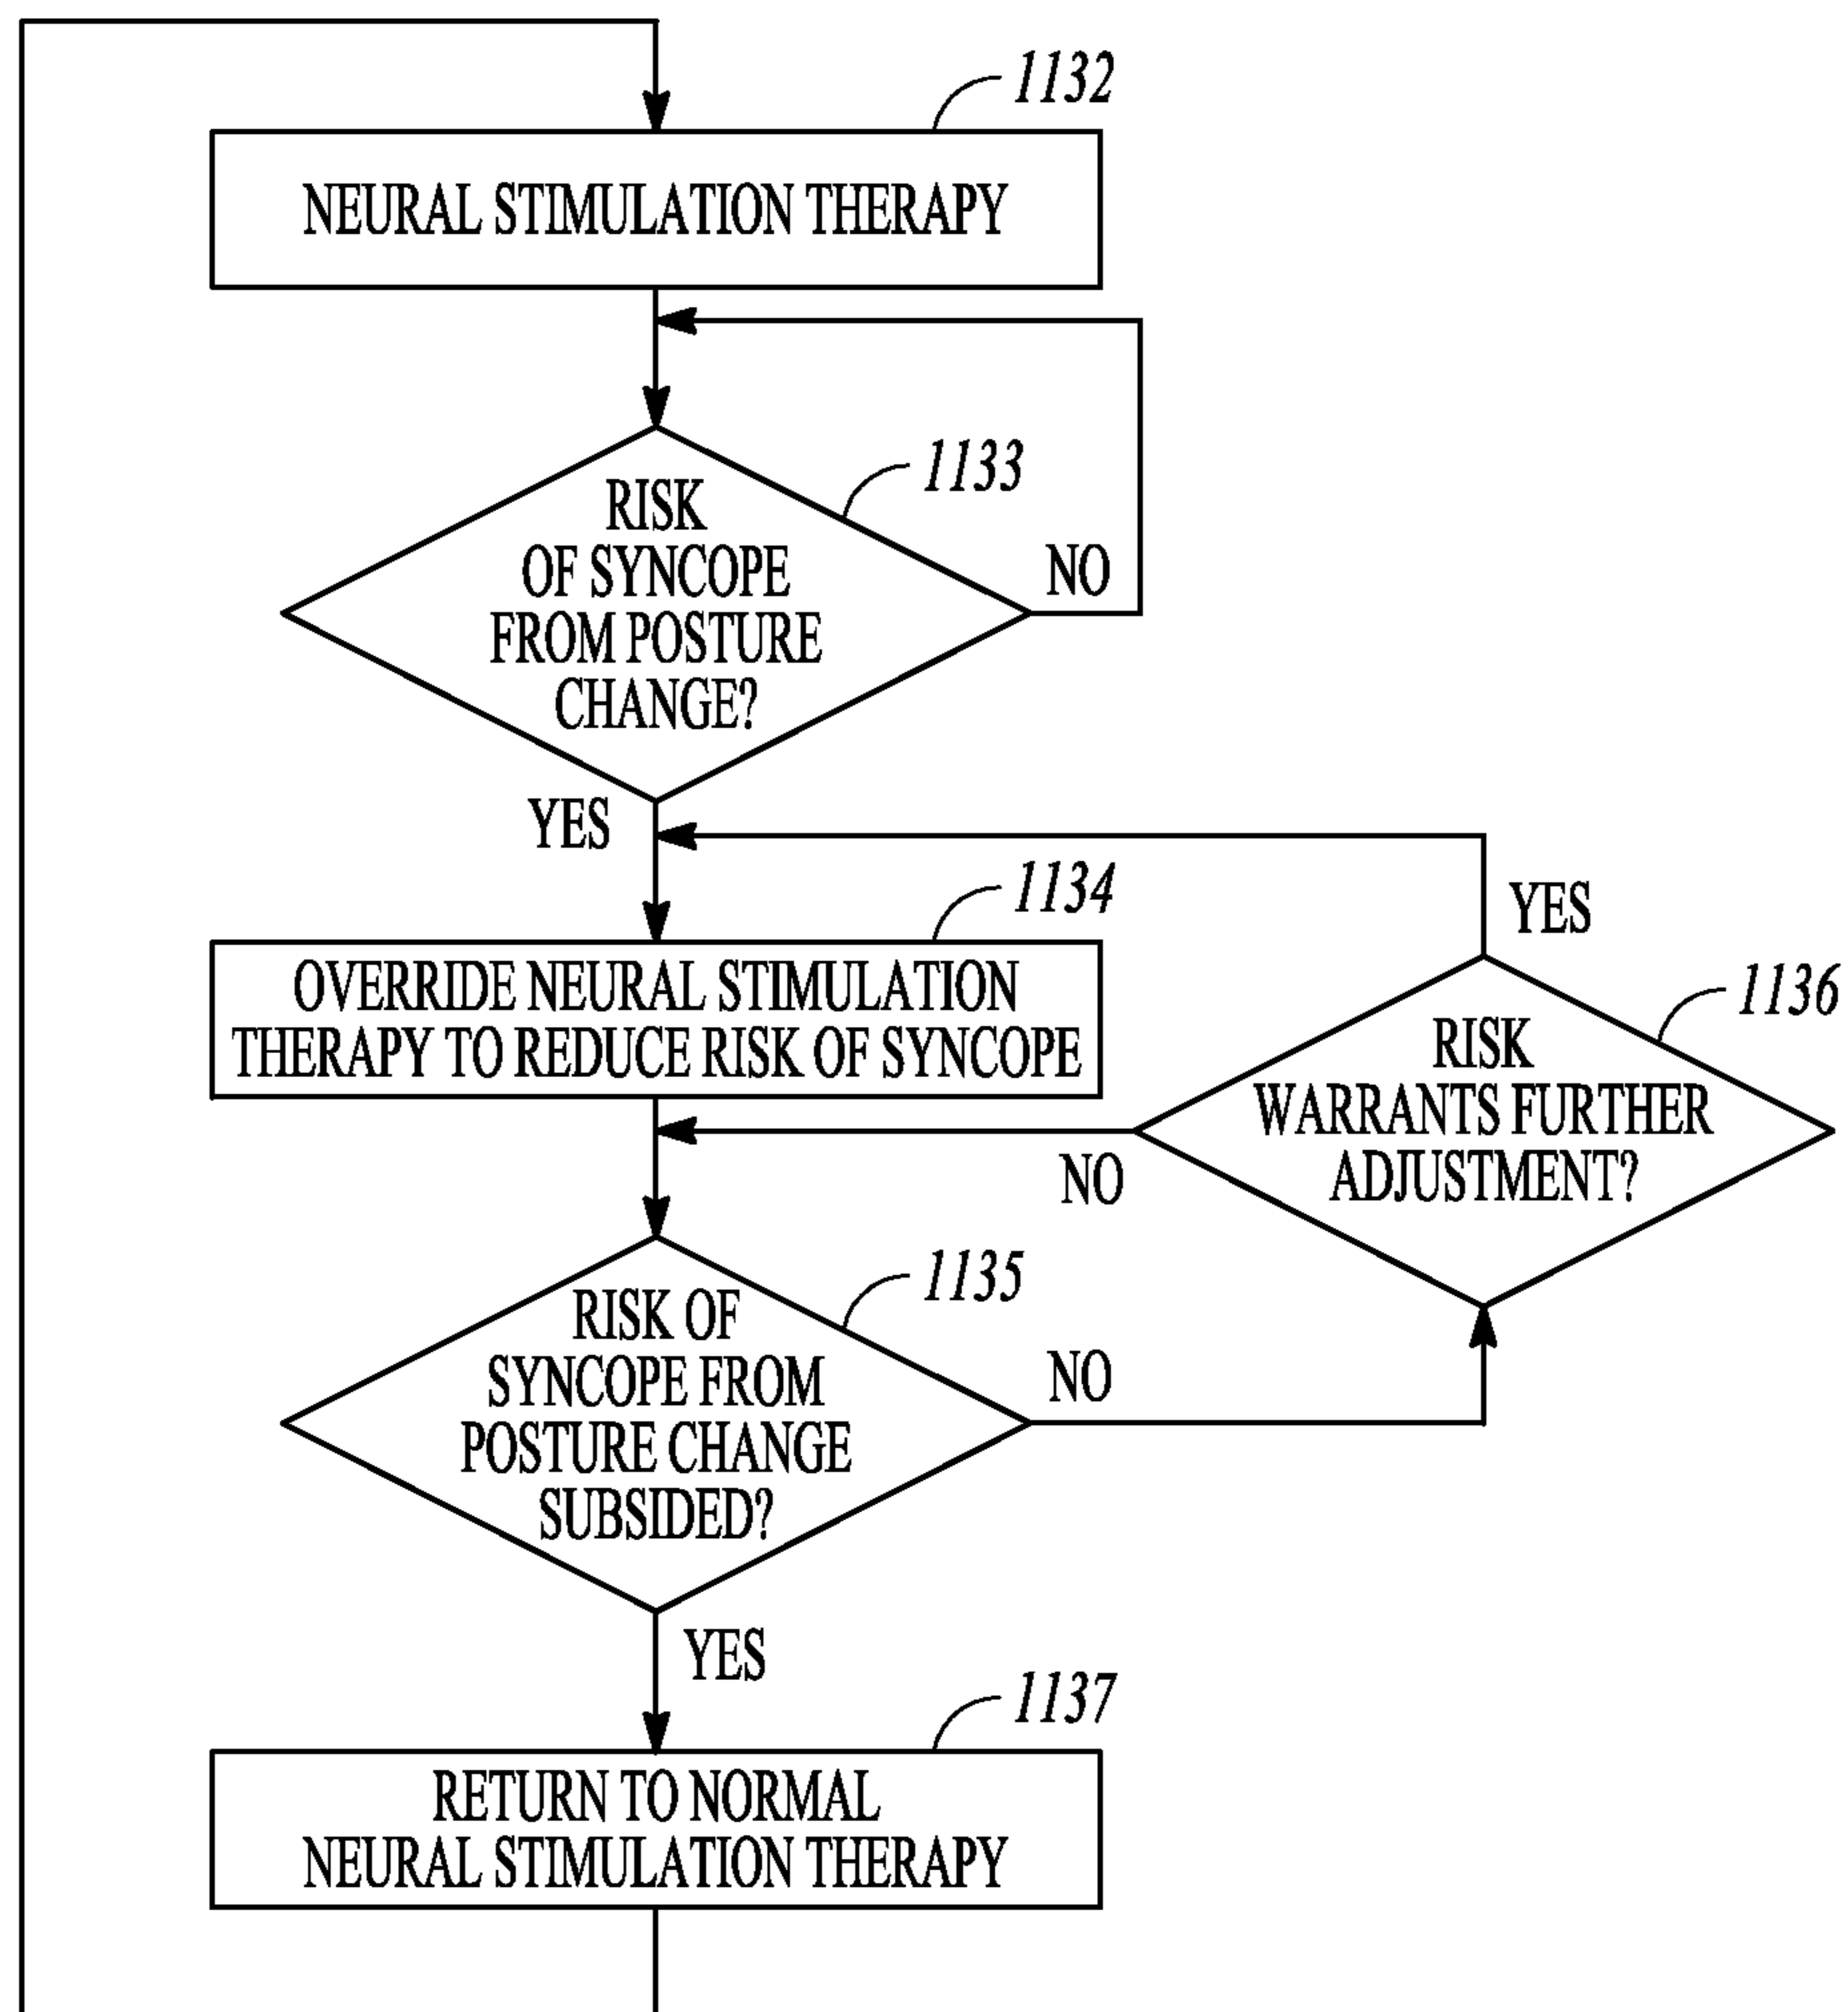 1132
NEURAL STIMULATION THERAPY
1133
RISK
OF SYNCOPE
FROM POSTURE
CHANGE?
NO
YES
1134
OVERRIDE NEURAL STIMULATION
THERAPY TO REDUCE RISK OF SYNCOPE
YES
1136
RISK
WARRANTS FURTHER
ADJUSTMENT?
NO
1135
RISK OF
SYNCOPE FROM
POSTURE CHANGE
SUBSIDED?
NO
YES
1137
RETURN TO NORMAL
NEURAL STIMULATION THERAPY